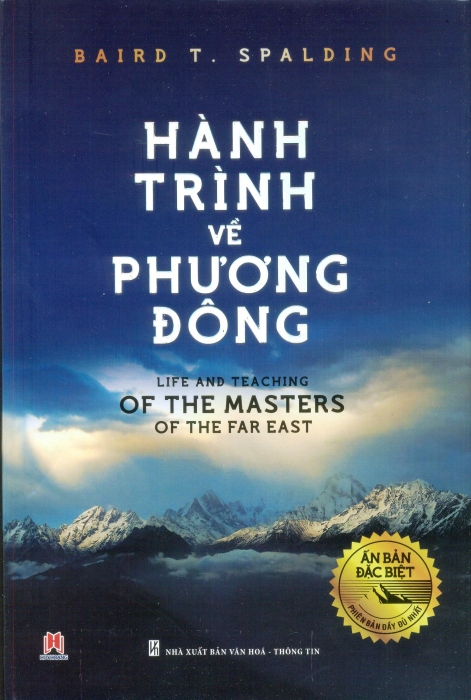 BAIRD T. SPALDING
HÀNH
TRÌNH
VỀ
PHƯƠNG
ĐÔNG
LIFE AND TEACHING
OF THE MASTERS
OF THE FAR EAST
ẤN BẢN
ĐẶC BIỆT
PHIÊN BẢN ĐẦY ĐỦ NHẤT
NHÀ XUẤT BẢN VĂN HOÁ - THÔNG TIN